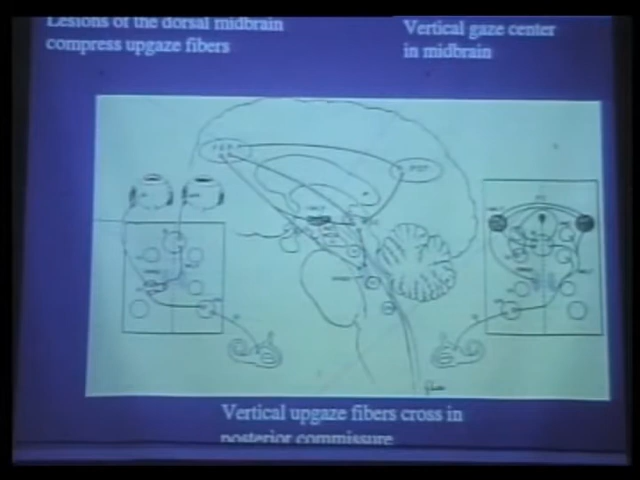 Lesions of the dorsal midbrain
compress upgaze fibers
Vertical gaze center
in midbrain
Vertical upgaze fibers cross in
posterior commissure